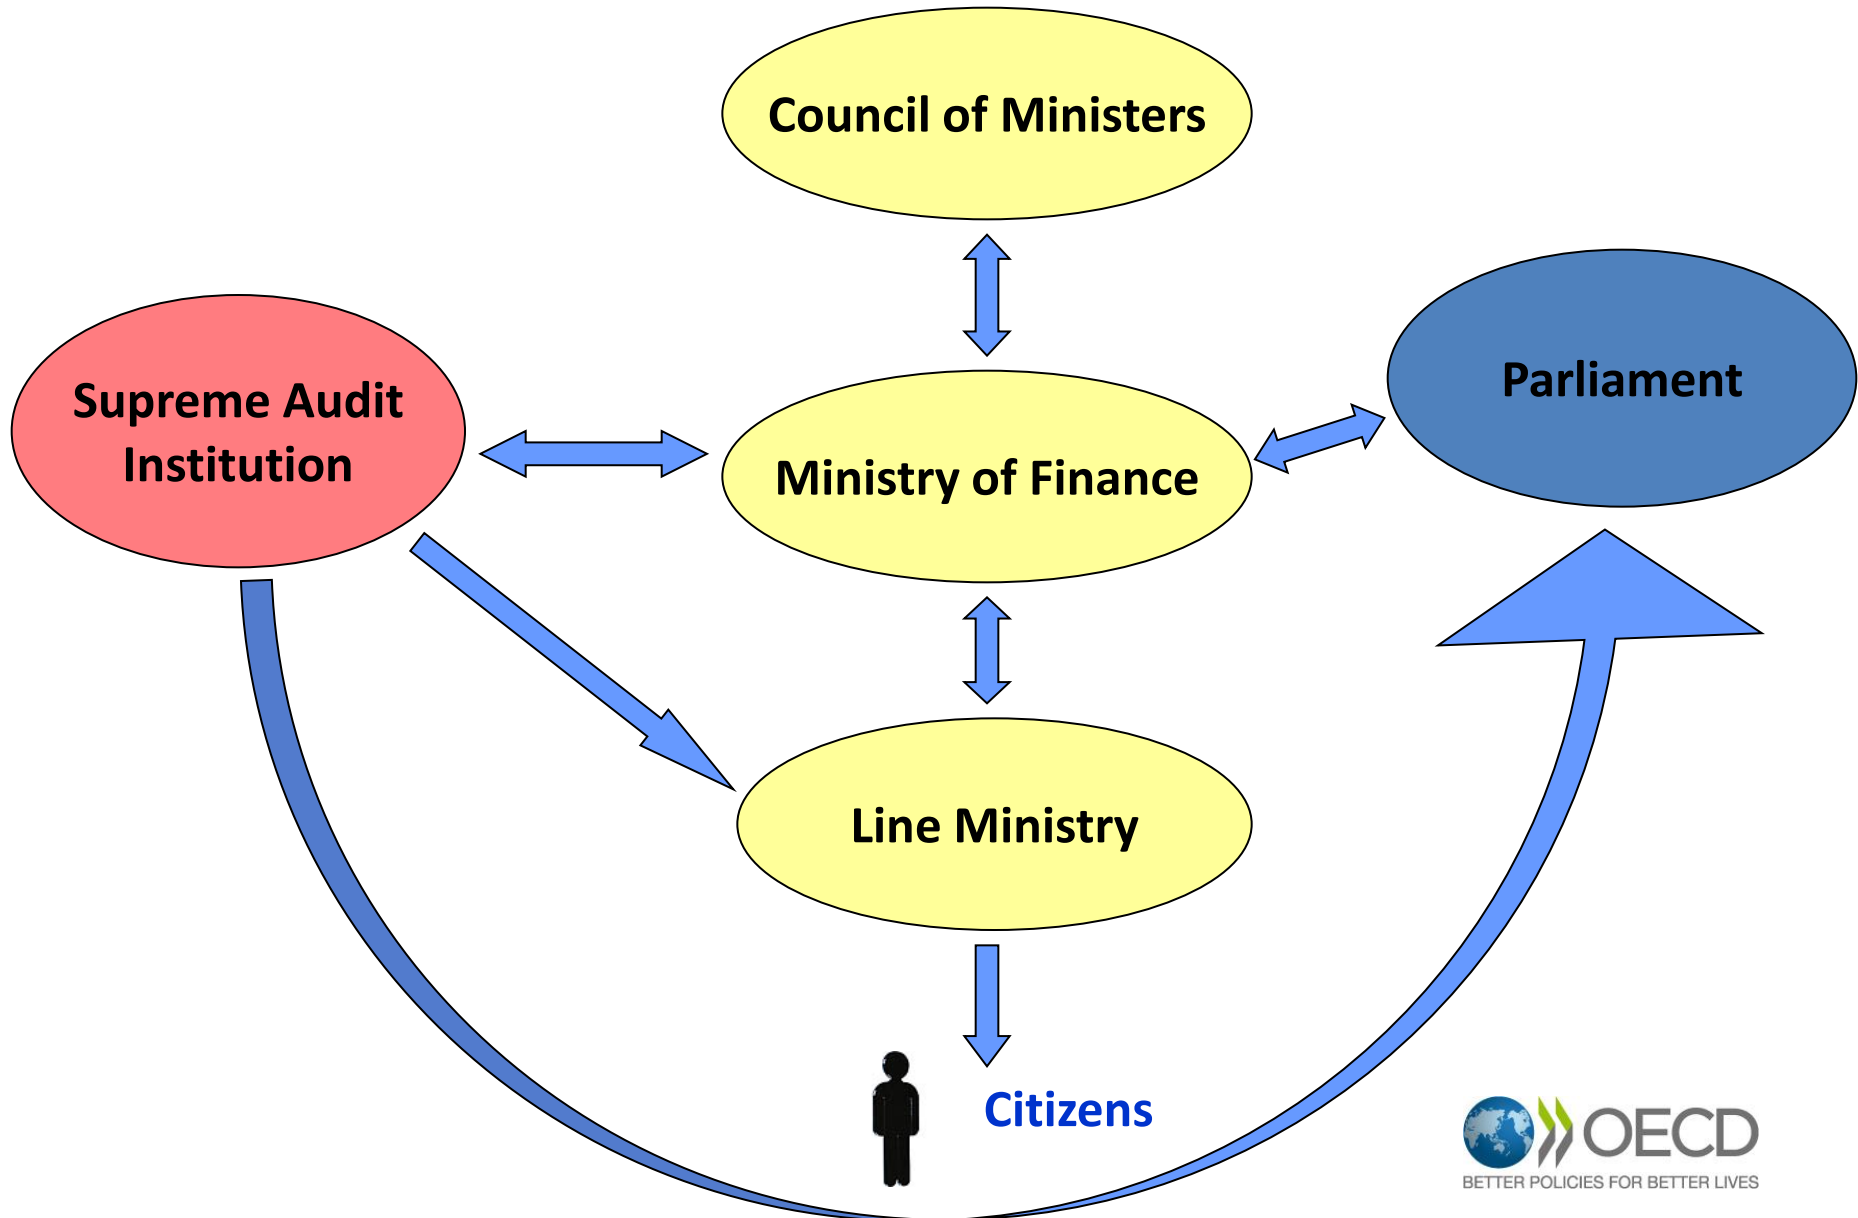 Council of Ministers
Supreme Audit
Institution
Ministry of Finance
Parliament
Line Ministry
Citizens
OECD
BETTER POLICIES FOR BETTER LIVES